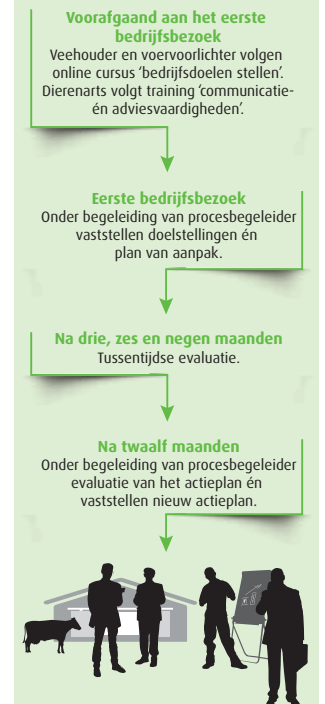 Voorafgaand aan het eerste
bedrijfsbezoek
Veehouder en voervoorlichter volgen
online cursus ‘bedrijfsdoelen stellen’.
Dierenarts volgt training ‘communicatie-
én adviesvaardigheden’.
Eerste bedrijfsbezoek
Onder begeleiding van procesbegeleider
vaststellen doelstellingen én
plan van aanpak.
Na drie, zes en negen maanden
Tussentijdse evaluatie.
Na twaalf maanden
Onder begeleiding van procesbegeleider
evaluatie van het actieplan én
vaststellen nieuw actieplan.